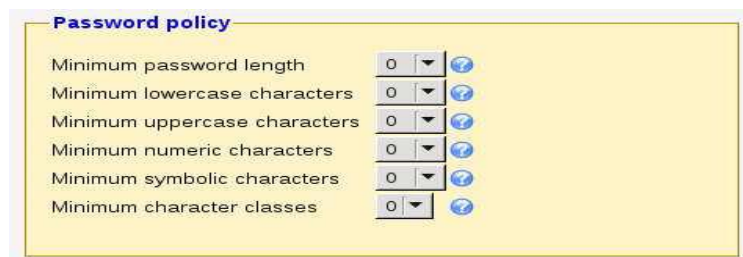 Password policy
Minimum password length 0
Minimum lowercase characters 0
Minimum uppercase characters 0
Minimum numeric characters 0
Minimum symbolic characters 0
Minimum character classes 0